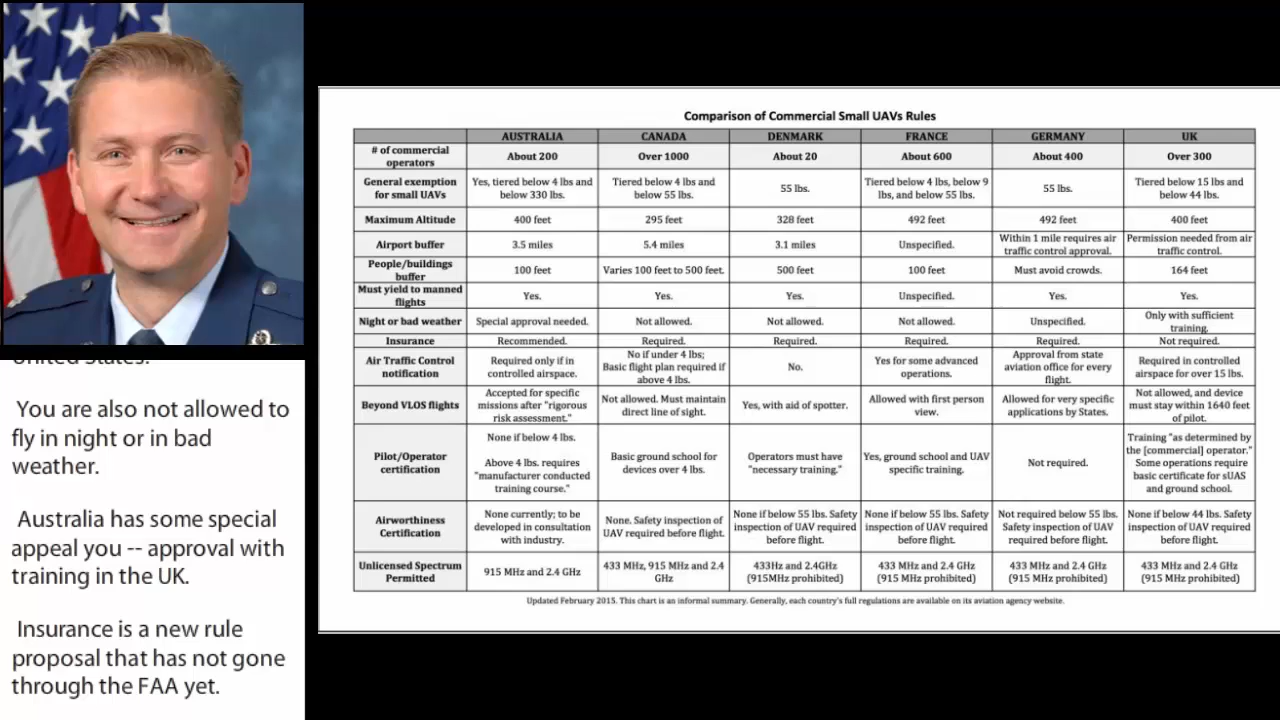 United States.
You are also not allowed to
fly in night or in bad
weather.
Australia has some special
appeal you -- approval with
training in the UK.
Insurance is a new rule
proposal that has not gone
through the FAA yet.
Comparison of Commercial Small UAVs Rules
AUSTRALIA CANADA DENMARK FRANCE GERMANY UK
# of commercial
operators
About 200 Over 1000 About 20 About 600 About 400 Over 300
General exemption
for small UAVs
Yes, tiered below 4 lbs and
below 330 lbs.
Tiered below 4 lbs and
below 55 lbs.
55 lbs.
Tiered below 4 lbs, below 9
lbs, and below 55 lbs.
55 lbs.
Tiered below 15 lbs and
below 44 lbs.
Maximum Altitude 400 feet 295 feet 328 feet 492 feet 492 feet 400 feet
Airport buffer 3.5 miles 5.4 miles 3.1 miles Unspecified.
Within 1 mile requires air
traffic control approval.
Permission needed from air
traffic control.
People/buildings
buffer
100 feet Varies 100 feet to 500 feet. 500 feet 100 feet Must avoid crowds. 164 feet
Must yield to manned
flights
Yes. Yes. Yes. Unspecified. Yes. Yes.
Night or bad weather Special approval needed. Not allowed. Not allowed. Not allowed. Unspecified.
Only with sufficient
training.
Insurance Recommended. Required. Required. Required. Required. Not required.
Air Traffic Control
notification
Required only if in
controlled airspace.
No if under 4 lbs;
Basic flight plan required if
above 4 lbs.
No.
Yes for some advanced
operations.
Approval from state
aviation office for every
flight.
Required in controlled
airspace for over 15 lbs.
Beyond VLOS flights
Accepted for specific
missions after "rigorous
risk assessment."
Not allowed. Must maintain
direct line of sight.
Yes, with aid of spotter.
Allowed with first person
view.
Allowed for very specific
applications by States.
Not allowed, and device
must stay within 1640 feet
of pilot.
Pilot/Operator
certification
None if below 4 lbs.
Above 4 lbs. requires
"manufacturer conducted
training course."
Basic ground school for
devices over 4 lbs.
Operators must have
"necessary training."
Yes, ground school and UAV
specific training.
Not required.
Training "as determined by
the [commercial] operator."
Some operations require
basic certificate for sUAS
and ground school.
Airworthiness
Certification
None currently; to be
developed in consultation
with industry.
None. Safety inspection of
UAV required before flight.
None if below 55 lbs. Safety
inspection of UAV required
before flight.
None if below 55 lbs. Safety
inspection of UAV required
before flight.
Not required below 55 lbs.
Safety inspection of UAV
required before flight.
None if below 44 lbs. Safety
inspection of UAV required
before flight.
Unlicensed Spectrum
Permitted
915 MHz and 2.4 GHz
433 MHz, 915 MHz and 2.4
GHz
433Hz and 2.4GHz
(915MHz prohibited)
433 MHz and 2.4 GHz
(915 MHz prohibited)
433 MHz and 2.4 GHz
(915 MHz prohibited)
433 MHz and 2.4 GHz
(915 MHz prohibited)
Updated February 2015. This chart is an informal summary. Generally, each country's full regulations are available on its aviation agency website.